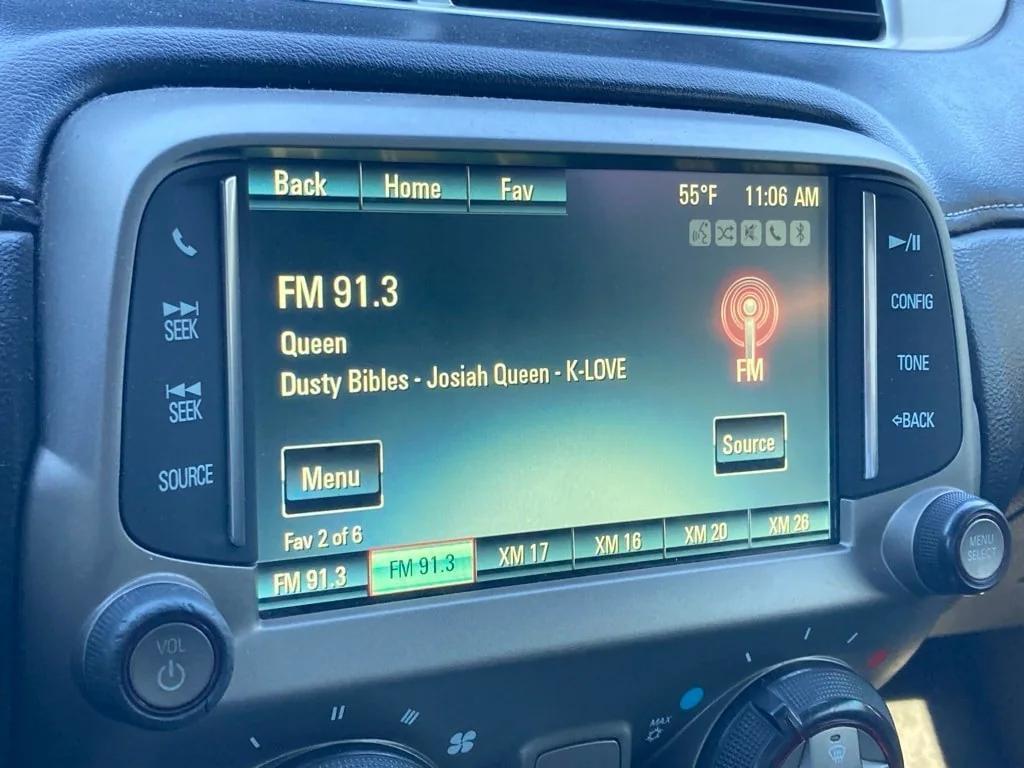 Back Home Fav
55°F 11:06 AM
FM 91.3
Queen
Dusty Bibles - Josiah Queen - K-LOVE
FM
Menu
Source
Fav 2 of 6
FM 91.3 FM 91.3 XM 17 XM 16 XM 20 XM 26
SEEK
SEEK
SOURCE
VOL
CONFIG
TONE
BACK
MENU
SELECT
MAX